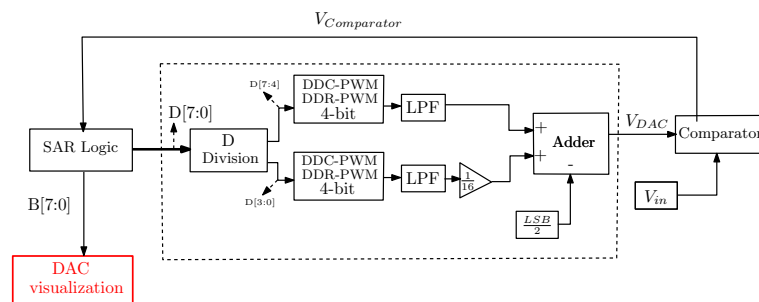 V_Comparator
D[7:4]
DDC-PWM
DDR-PWM
4-bit
LPF
D[7:0]
SAR Logic
D
Division
+
+
Adder
-
V_DAC
Comparator
DDC-PWM
DDR-PWM
4-bit
LPF
1/16
D[3:0]
B[7:0]
LSB/2
V_in
DAC
visualization